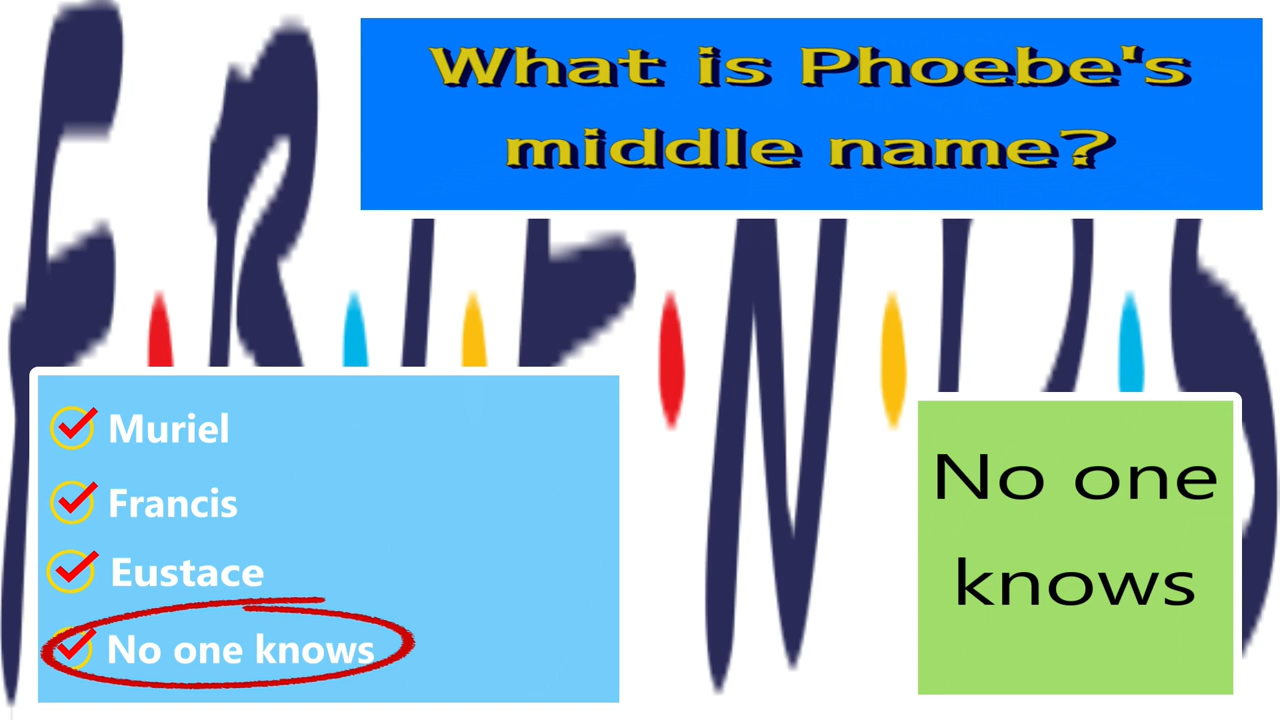 What is Phoebe's
middle name?
F.R.I.E.N.D.S
Muriel
Francis
Eustace
No one knows
No one
knows